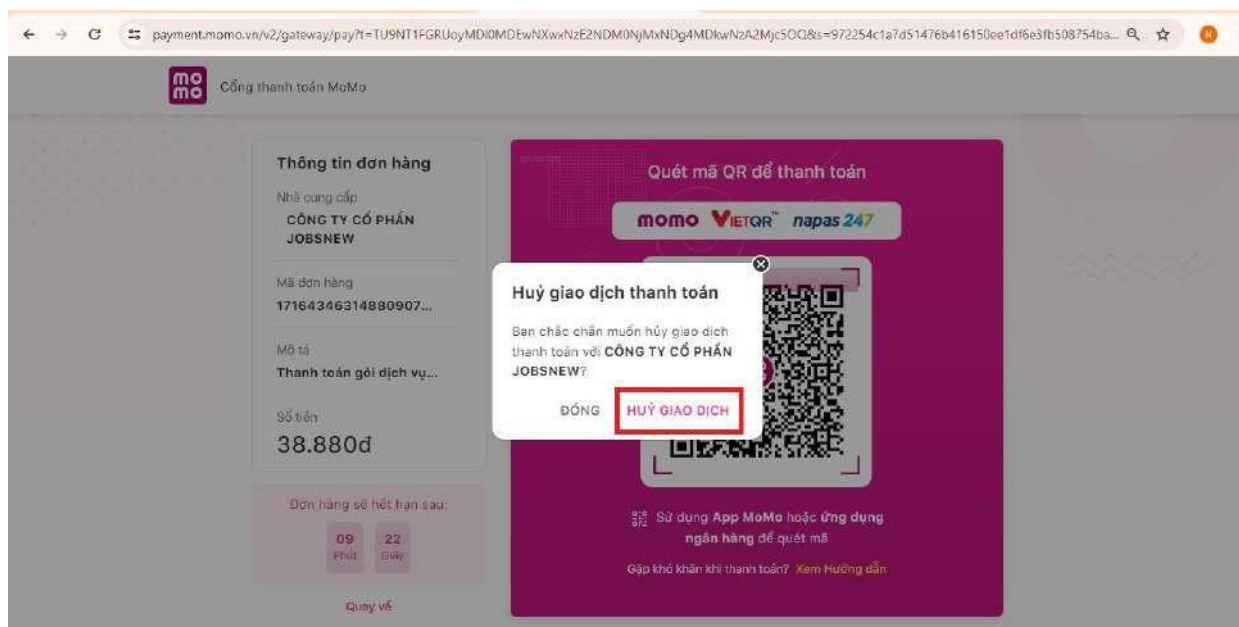 payment.momo.vn/v2/gateway/pay?t=
mo
mo
Cổng thanh toán MoMo
Thông tin đơn hàng
Nhà cung cấp
CÔNG TY CỔ PHẦN
JOBSNEW
Mã đơn hàng
17164346314880907...
Mô tả
Thanh toán gói dịch vụ...
Số tiền
38.880đ
Đơn hàng sẽ hết hạn sau:
09 22
Phút Giây
Quay về
Quét mã QR để thanh toán
momo VIETQR™ napas 247
Huỷ giao dịch thanh toán
Bạn chắc chắn muốn hủy giao dịch
thanh toán với CÔNG TY CỔ PHẦN
JOBSNEW?
ĐÓNG HUỶ GIAO DỊCH
Sử dụng App MoMo hoặc ứng dụng
ngân hàng để quét mã
Gặp khó khăn khi thanh toán? Xem Hướng dẫn